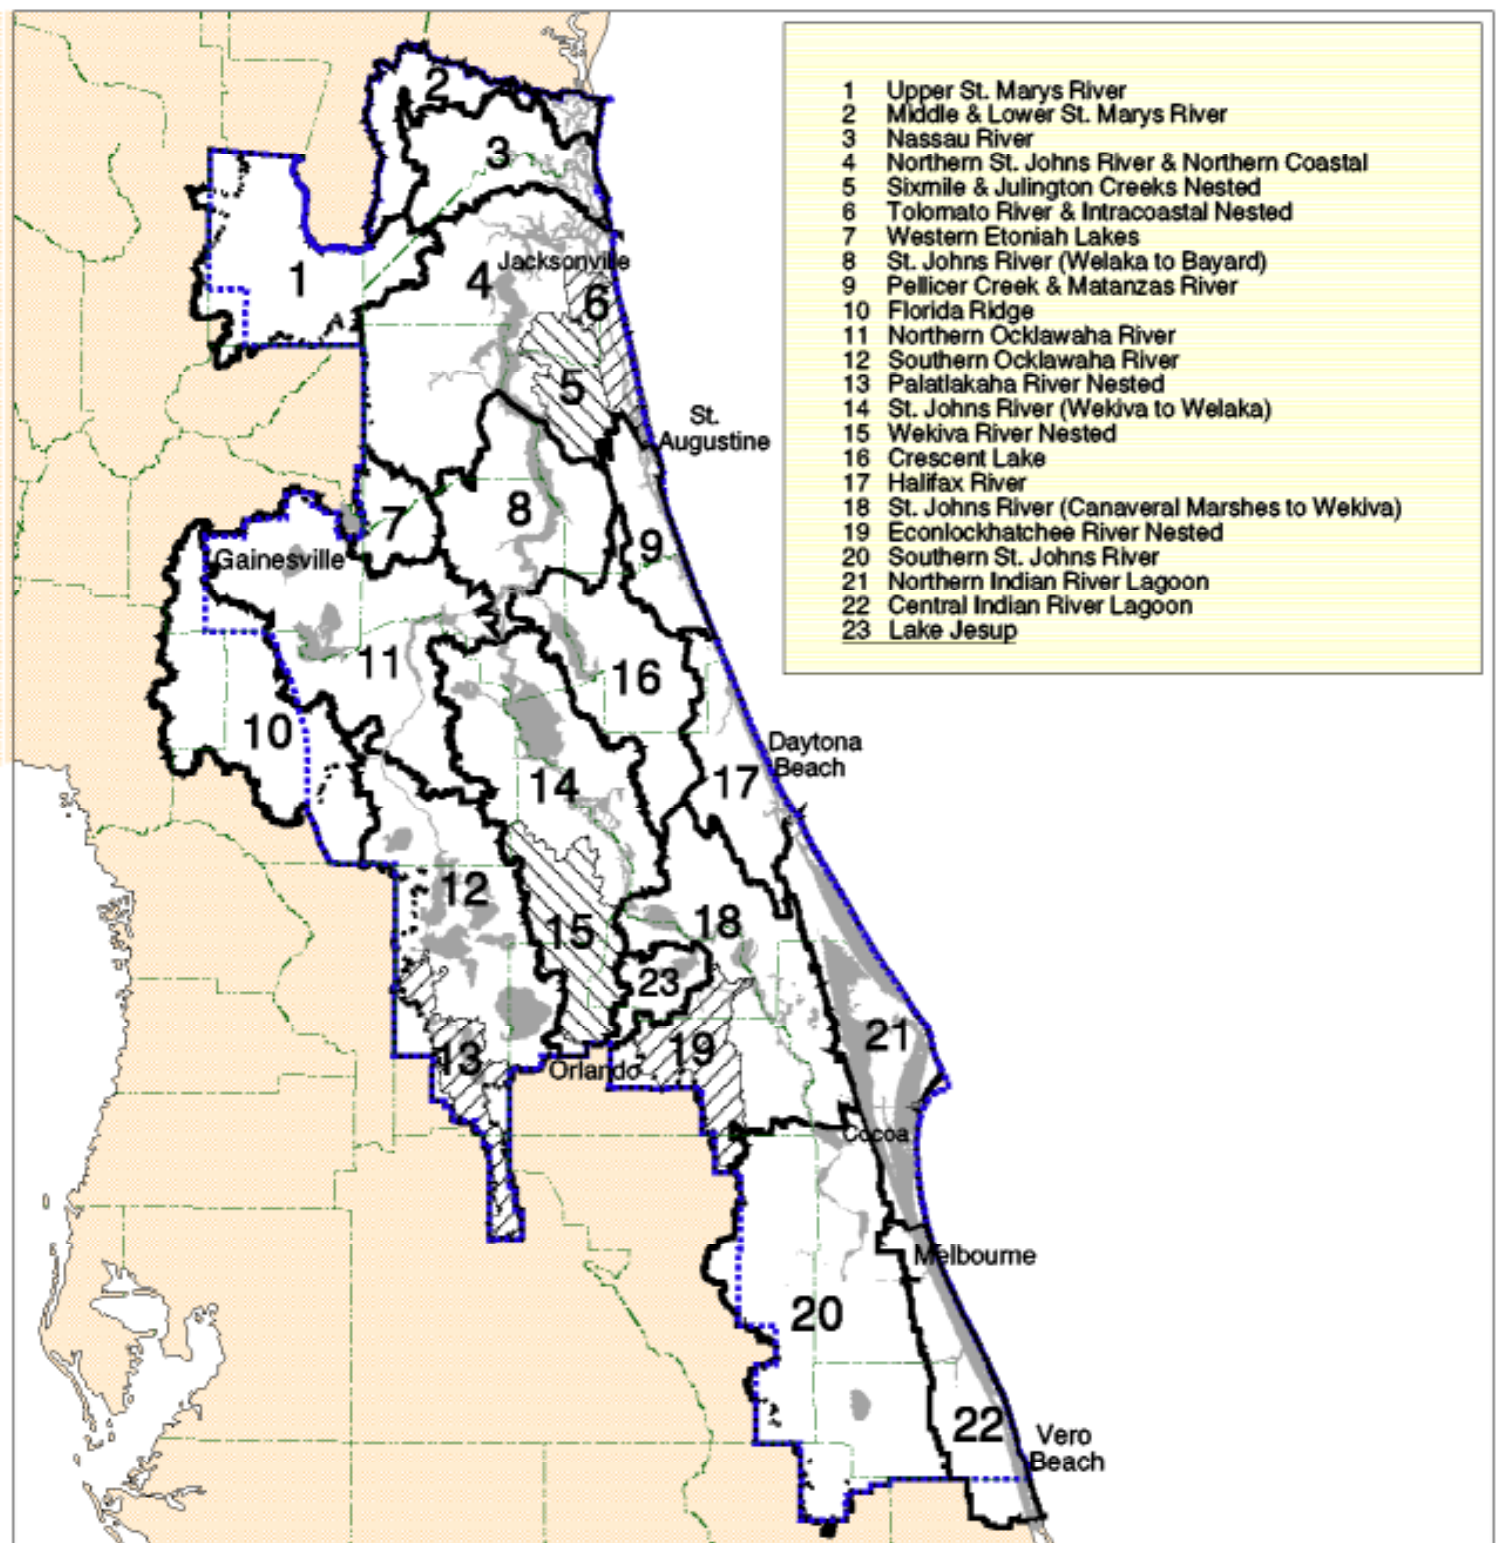 1 Upper St. Marys River
2 Middle & Lower St. Marys River
3 Nassau River
4 Northern St. Johns River & Northern Coastal
5 Sixmile & Julington Creeks Nested
6 Tolomato River & Intracoastal Nested
7 Western Etoniah Lakes
8 St. Johns River (Welaka to Bayard)
9 Pellicer Creek & Matanzas River
10 Florida Ridge
11 Northern Ocklawaha River
12 Southern Ocklawaha River
13 Palatlakaha River Nested
14 St. Johns River (Wekiva to Welaka)
15 Wekiva River Nested
16 Crescent Lake
17 Halifax River
18 St. Johns River (Canaveral Marshes to Wekiva)
19 Econlockhatchee River Nested
20 Southern St. Johns River
21 Northern Indian River Lagoon
22 Central Indian River Lagoon
23 Lake Jesup
2
3
Jacksonville
1
4
6
5
St.
Augustine
7
8
9
Gainesville
11
16
10
Daytona
Beach
14
17
12
15
18
23
21
13
19
Orlando
Cocoa
Melbourne
20
22
Vero
Beach